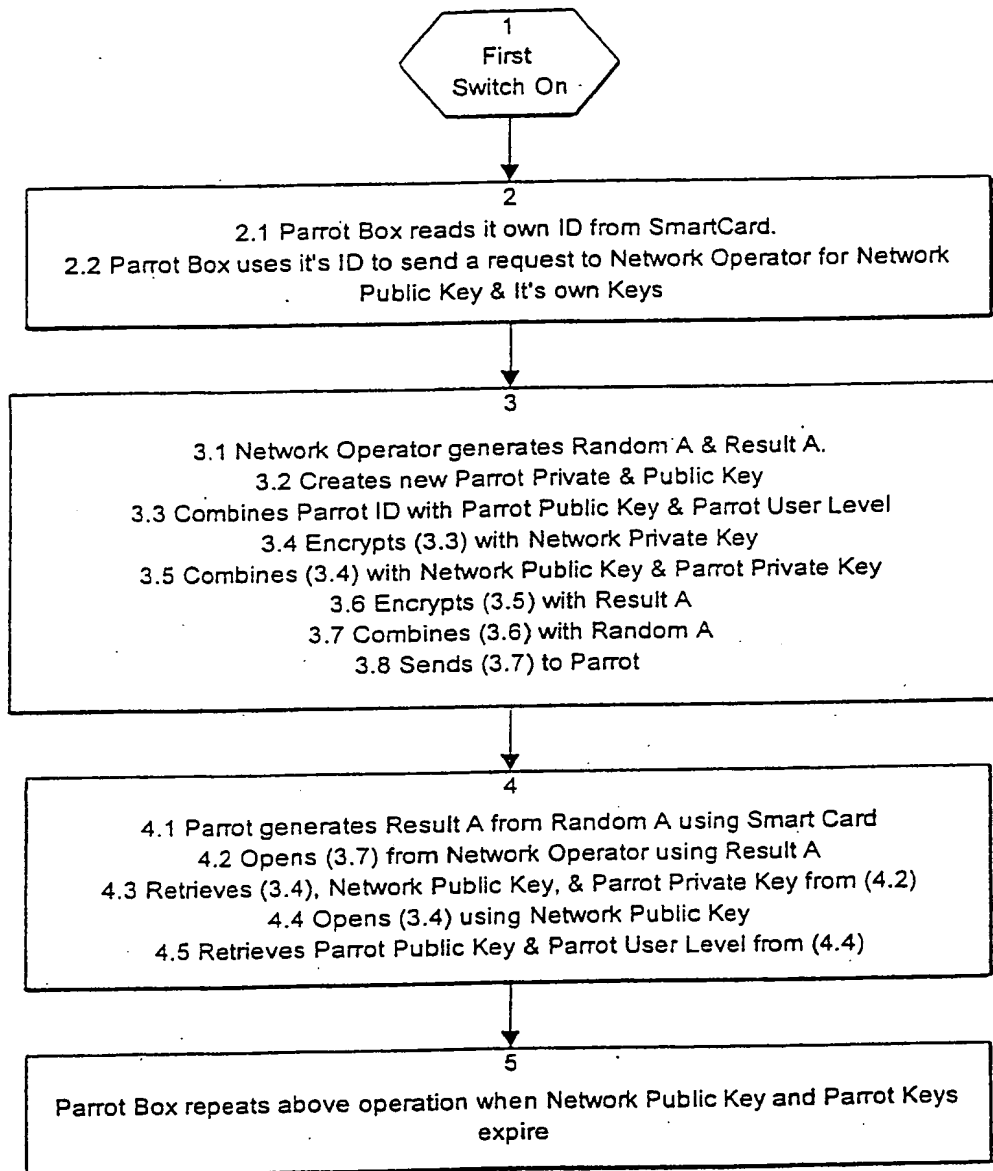 1
First
Switch On
2
2.1 Parrot Box reads it own ID from SmartCard.
2.2 Parrot Box uses it's ID to send a request to Network Operator for Network
Public Key & It's own Keys
3
3.1 Network Operator generates Random A & Result A.
3.2 Creates new Parrot Private & Public Key
3.3 Combines Parrot ID with Parrot Public Key & Parrot User Level
3.4 Encrypts (3.3) with Network Private Key
3.5 Combines (3.4) with Network Public Key & Parrot Private Key
3.6 Encrypts (3.5) with Result A
3.7 Combines (3.6) with Random A
3.8 Sends (3.7) to Parrot
4
4.1 Parrot generates Result A from Random A using Smart Card
4.2 Opens (3.7) from Network Operator using Result A
4.3 Retrieves (3.4), Network Public Key, & Parrot Private Key from (4.2)
4.4 Opens (3.4) using Network Public Key
4.5 Retrieves Parrot Public Key & Parrot User Level from (4.4)
5
Parrot Box repeats above operation when Network Public Key and Parrot Keys
expire